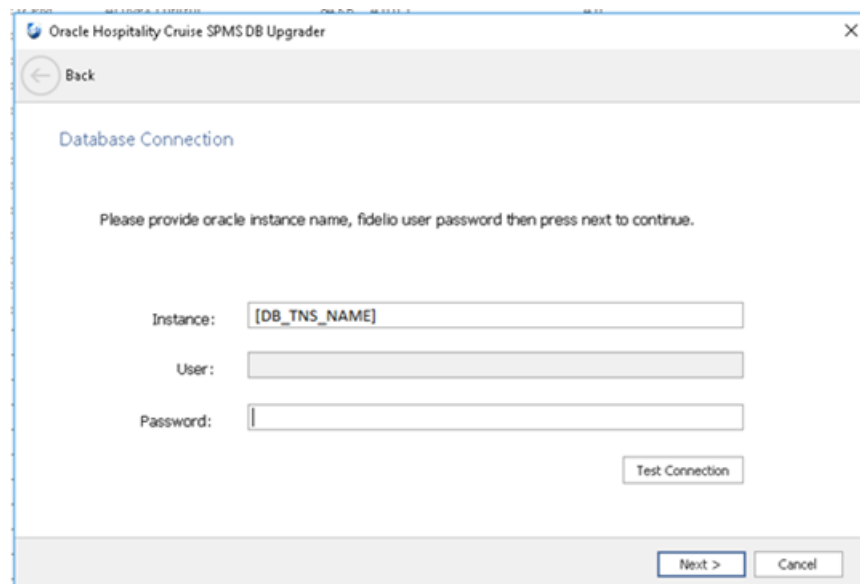 Oracle Hospitality Cruise SPMS DB Upgrader
Back
Database Connection
Please provide oracle instance name, fidelio user password then press next to continue.
Instance: [DB_TNS_NAME]
User:
Password:
Test Connection
Next > Cancel